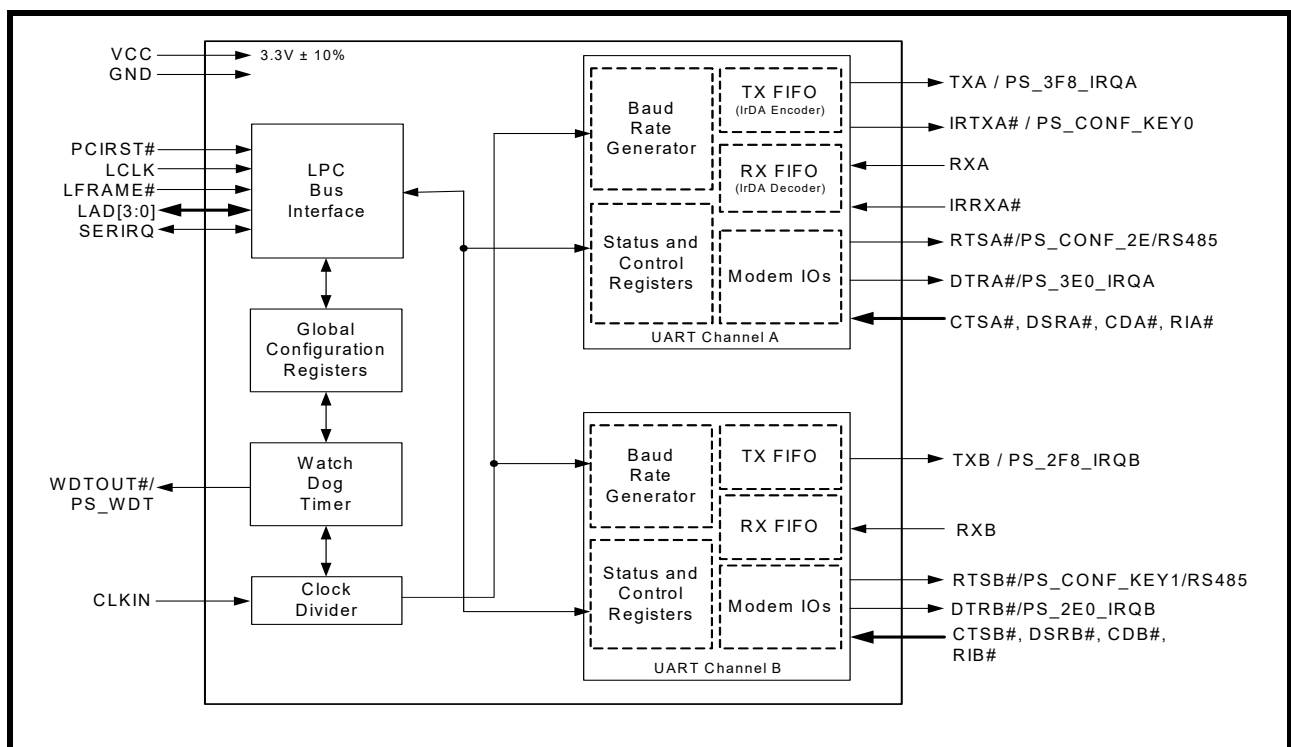 VCC
GND
3.3V ± 10%
PCIRST#
LCLK
LFRAME#
LAD[3:0]
SERIRQ
LPC
Bus
Interface
Global
Configuration
Registers
Watch
Dog
Timer
WDTOUT#/
PS_WDT
CLKIN
Clock
Divider
Baud
Rate
Generator
TX FIFO
(IrDA Encoder)
RX FIFO
(IrDA Decoder)
Status and
Control
Registers
Modem IOs
UART Channel A
TXA / PS_3F8_IRQA
IRTXA# / PS_CONF_KEY0
RXA
IRRXA#
RTSA#/PS_CONF_2E/RS485
DTRA#/PS_3E0_IRQA
CTSA#, DSRA#, CDA#, RIA#
Baud
Rate
Generator
TX FIFO
RX FIFO
Status and
Control
Registers
Modem IOs
UART Channel B
TXB / PS_2F8_IRQB
RXB
RTSB#/PS_CONF_KEY1/RS485
DTRB#/PS_2E0_IRQB
CTSB#, DSRB#, CDB#,
RIB#